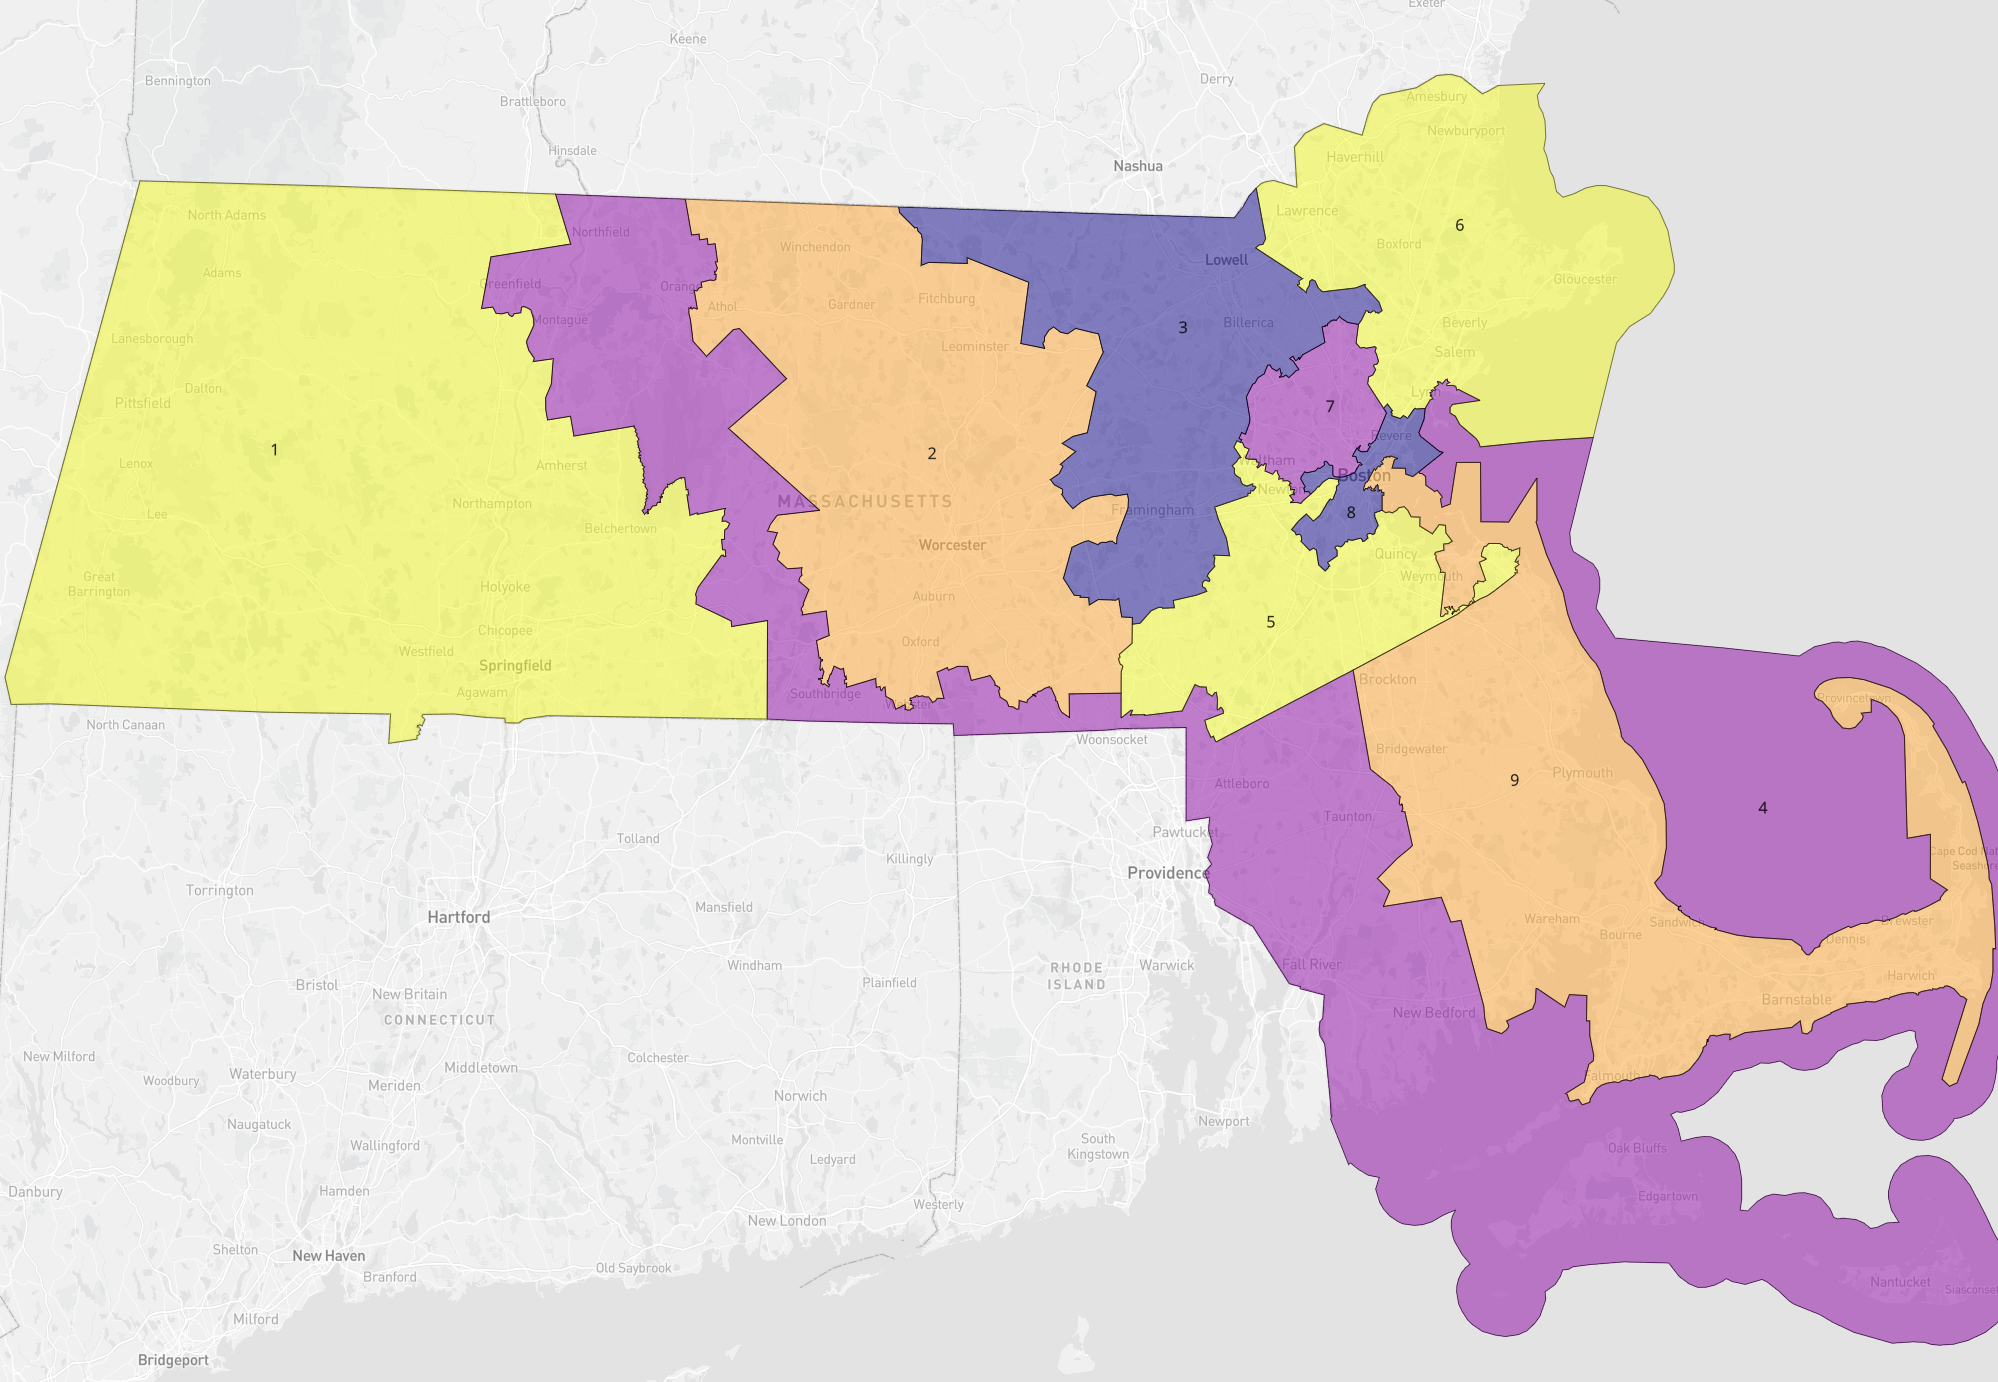 Exeter
Keene
Bennington
Derry
Amesbury
Brattleboro
Newburyport
Hinsdale
Haverhill
Nashua
North Adams
Lawrence
6
Northfield
Boxford
Winchendon
Lowell
Adams
Gloucester
Greenfield
Orange
Athol
Gardner
Fitchburg
Montague
Billerica
Beverly
3
Lanesborough
Leominster
Salem
Dalton
Lynn
Pittsfield
7
Revere
1
2
Lenox
Amherst
Waltham
Boston
Newton
MASSACHUSETTS
Northampton
Framingham
8
Lee
Belchertown
Worcester
Quincy
Great
Barrington
Weymouth
Holyoke
Auburn
5
Chicopee
Oxford
Westfield
Springfield
Brockton
Agawam
Southbridge
Webster
Provincetown
North Canaan
Woonsocket
Bridgewater
Plymouth
9
Attleboro
4
Taunton
Pawtucket
Tolland
Killingly
Cape Cod Nat
Seashore
Providence
Torrington
Mansfield
Hartford
Wareham
Sandwich
Brewster
Bourne
Dennis
Windham
RHODE
ISLAND
Warwick
Fall River
Harwich
Bristol
Plainfield
New Britain
Barnstable
CONNECTICUT
New Bedford
New Milford
Colchester
Middletown
Waterbury
Falmouth
Woodbury
Meriden
Norwich
Naugatuck
Newport
Wallingford
Montville
South
Kingstown
Oak Bluffs
Ledyard
Danbury
Hamden
Edgartown
Westerly
New London
Shelton
New Haven
Old Saybrook
Branford
Nantucket
Siasconset
Milford
Bridgeport